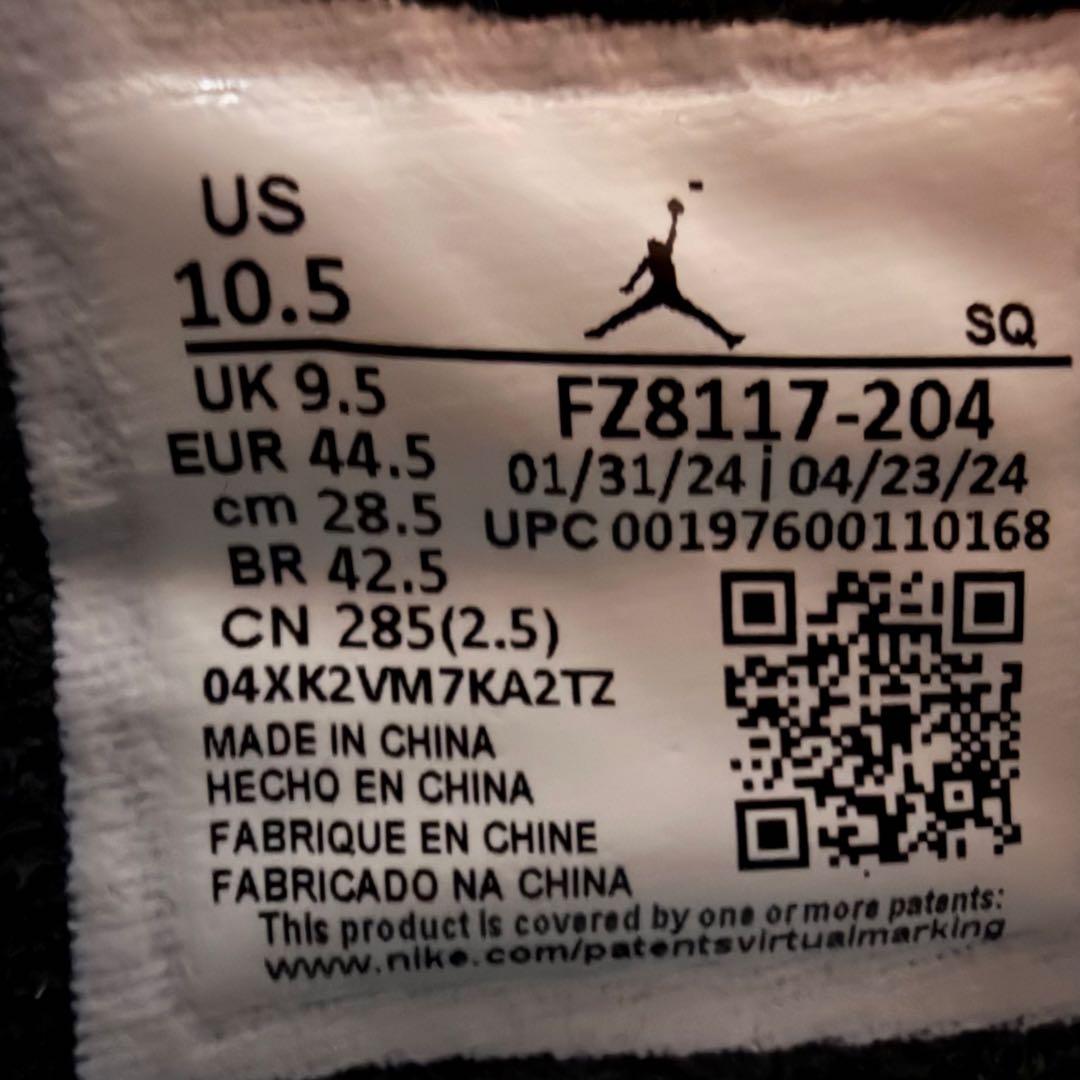 US
10.5
SQ
UK 9.5
EUR 44.5
cm 28.5
BR 42.5
CN 285(2.5)
FZ8117-204
01/31/24 | 04/23/24
UPC 00197600110168
04XK2VM7KA2TZ
MADE IN CHINA
HECHO EN CHINA
FABRIQUE EN CHINE
FABRICADO NA CHINA
This product is covered by one or more patents:
www.nike.com/patentsvirtualmarking